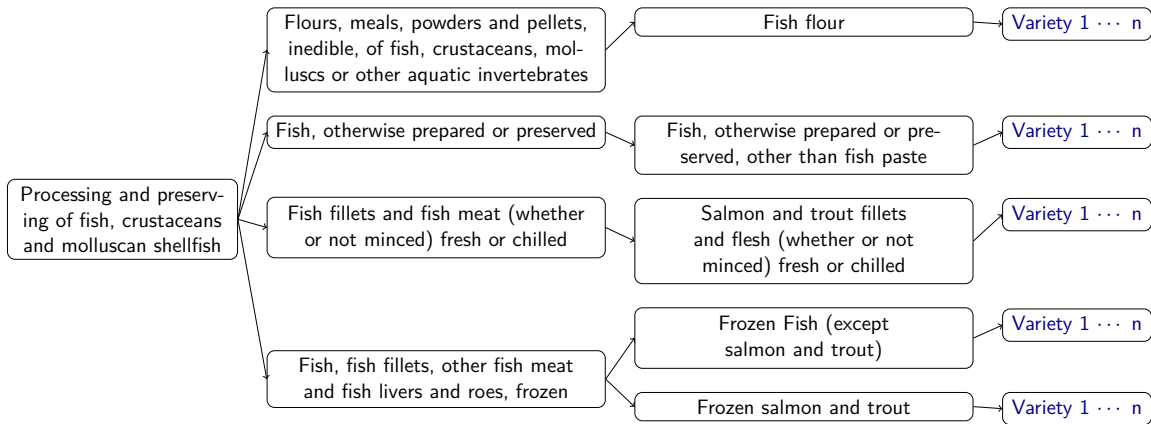 Processing and preserv-
ing of fish, crustaceans
and molluscan shellfish
Flours, meals, powders and pellets,
inedible, of fish, crustaceans, mol-
luscs or other aquatic invertebrates
Fish flour
Variety 1 ··· n
Fish, otherwise prepared or preserved
Fish, otherwise prepared or pre-
served, other than fish paste
Variety 1 ··· n
Fish fillets and fish meat (whether
or not minced) fresh or chilled
Salmon and trout fillets
and flesh (whether or not
minced) fresh or chilled
Variety 1 ··· n
Fish, fish fillets, other fish meat
and fish livers and roes, frozen
Frozen Fish (except
salmon and trout)
Variety 1 ··· n
Frozen salmon and trout
Variety 1 ··· n